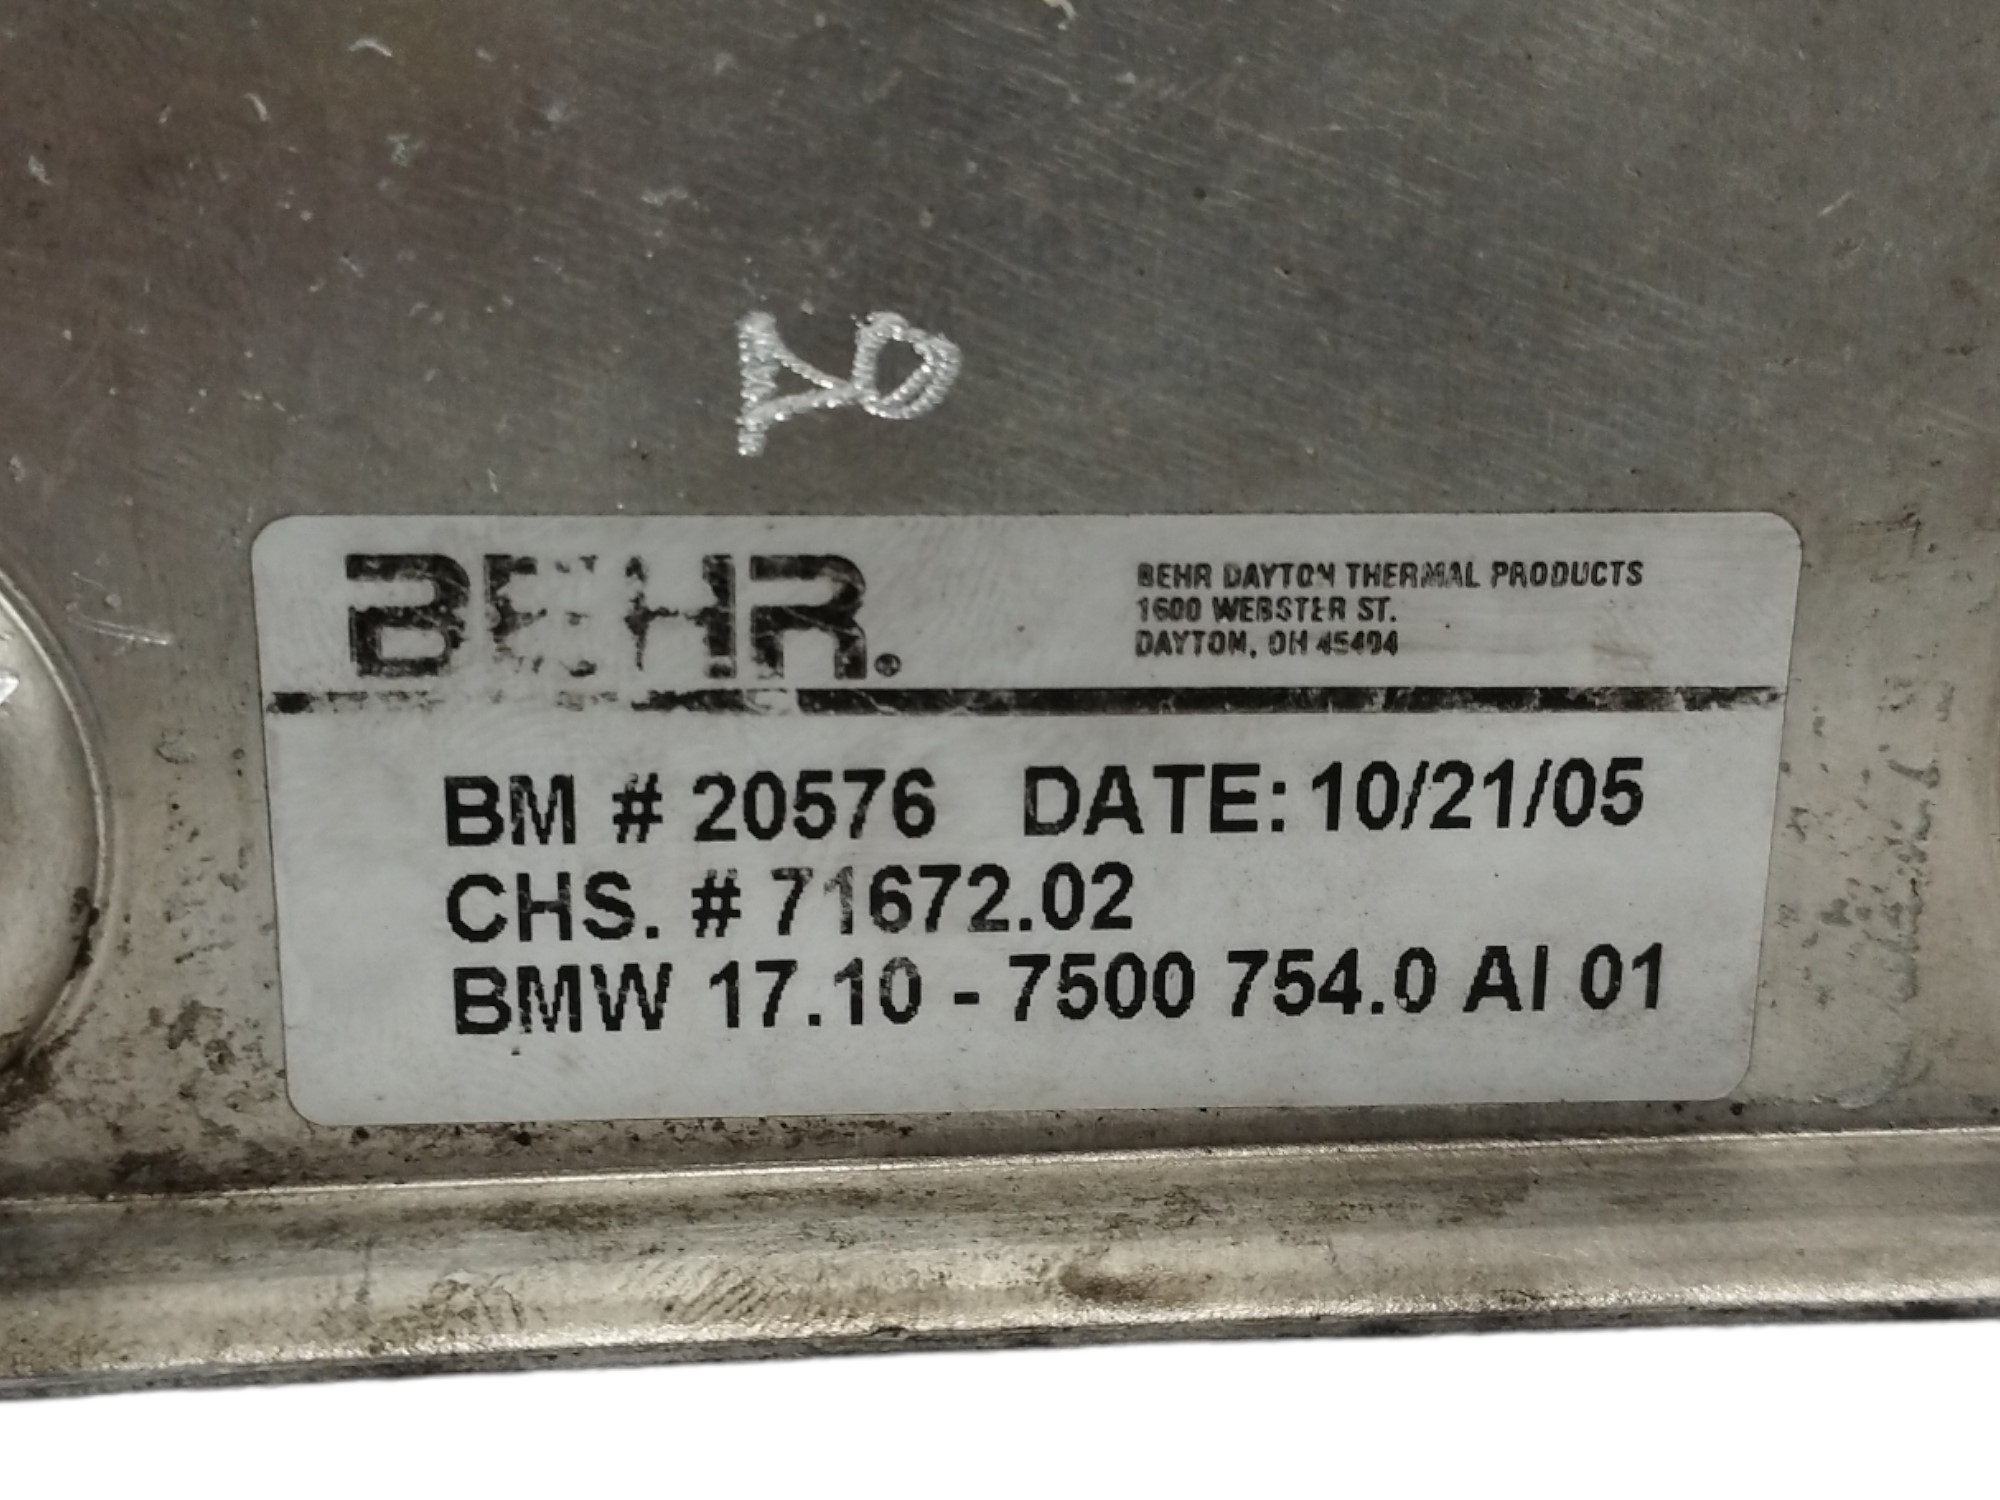 BEHR.
BEHR DAYTON THERMAL PRODUCTS
1600 WEBSTER ST.
DAYTON, OH 45404
BM # 20576 DATE: 10/21/05
CHS. # 71672.02
BMW 17.10 - 7500 754.0 AI 01